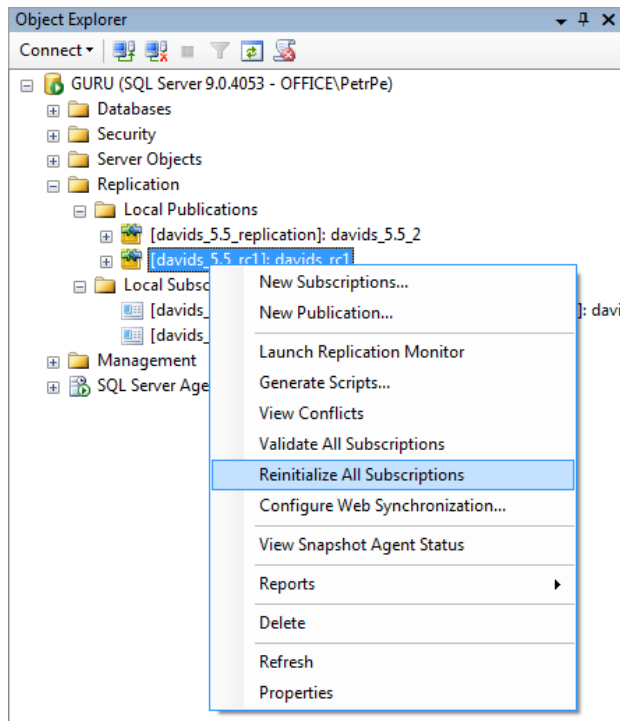 Object Explorer
Connect
GURU (SQL Server 9.0.4053 - OFFICE\PetrPe)
Databases
Security
Server Objects
Replication
Local Publications
[davids_5.5_replication]: davids_5.5_2
[davids_5.5_rc1]: davids_rc1
Local Subsc
[davids_ ]: davi
[davids_
Management
SQL Server Age
New Subscriptions...
New Publication...
Launch Replication Monitor
Generate Scripts...
View Conflicts
Validate All Subscriptions
Reinitialize All Subscriptions
Configure Web Synchronization...
View Snapshot Agent Status
Reports
Delete
Refresh
Properties